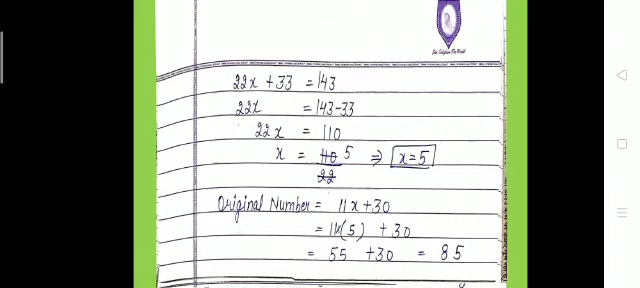 22x + 33 = 143
22x = 143-33
22x = 110
x = 110 5 ⇒ x = 5
22
Original Number = 11x + 30
= 11(5) + 30
= 55 + 30 = 85